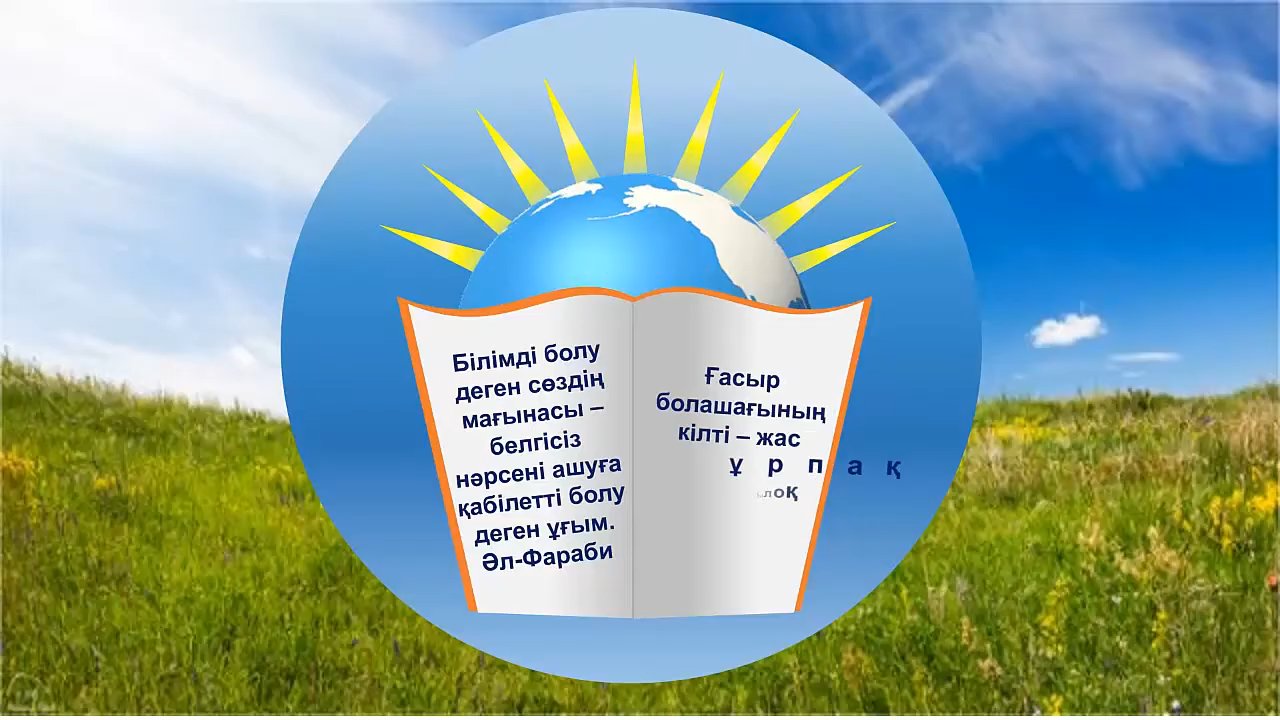 Білімді болу
деген сөздің
мағынасы –
белгісіз
нәрсені ашуға
қабілетті болу
деген ұғым.
Әл-Фараби
Ғасыр
болашағының
кілті – жас
ұ р п а қ